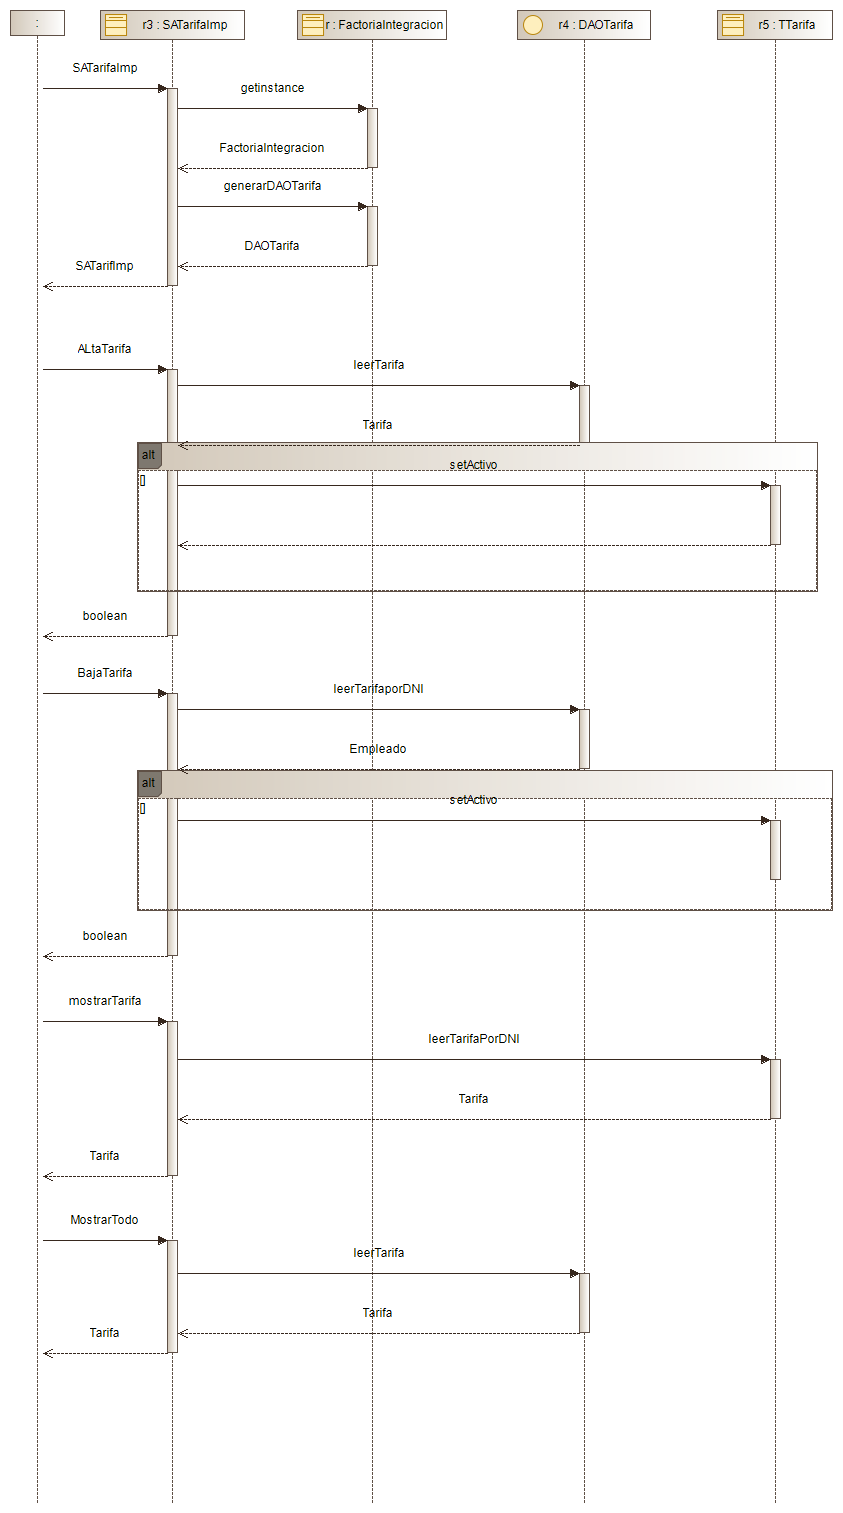 :
r3 : SATarifaImp
r : FactoriaIntegracion
r4 : DAOTarifa
r5 : TTarifa
SATarifaImp
getinstance
FactoriaIntegracion
generarDAOTarifa
DAOTarifa
SATarifImp
ALtaTarifa
leerTarifa
Tarifa
alt
setActivo
[]
boolean
BajaTarifa
leerTarifaporDNI
Empleado
alt
setActivo
[]
boolean
mostrarTarifa
leerTarifaPorDNI
Tarifa
Tarifa
MostrarTodo
leerTarifa
Tarifa
Tarifa